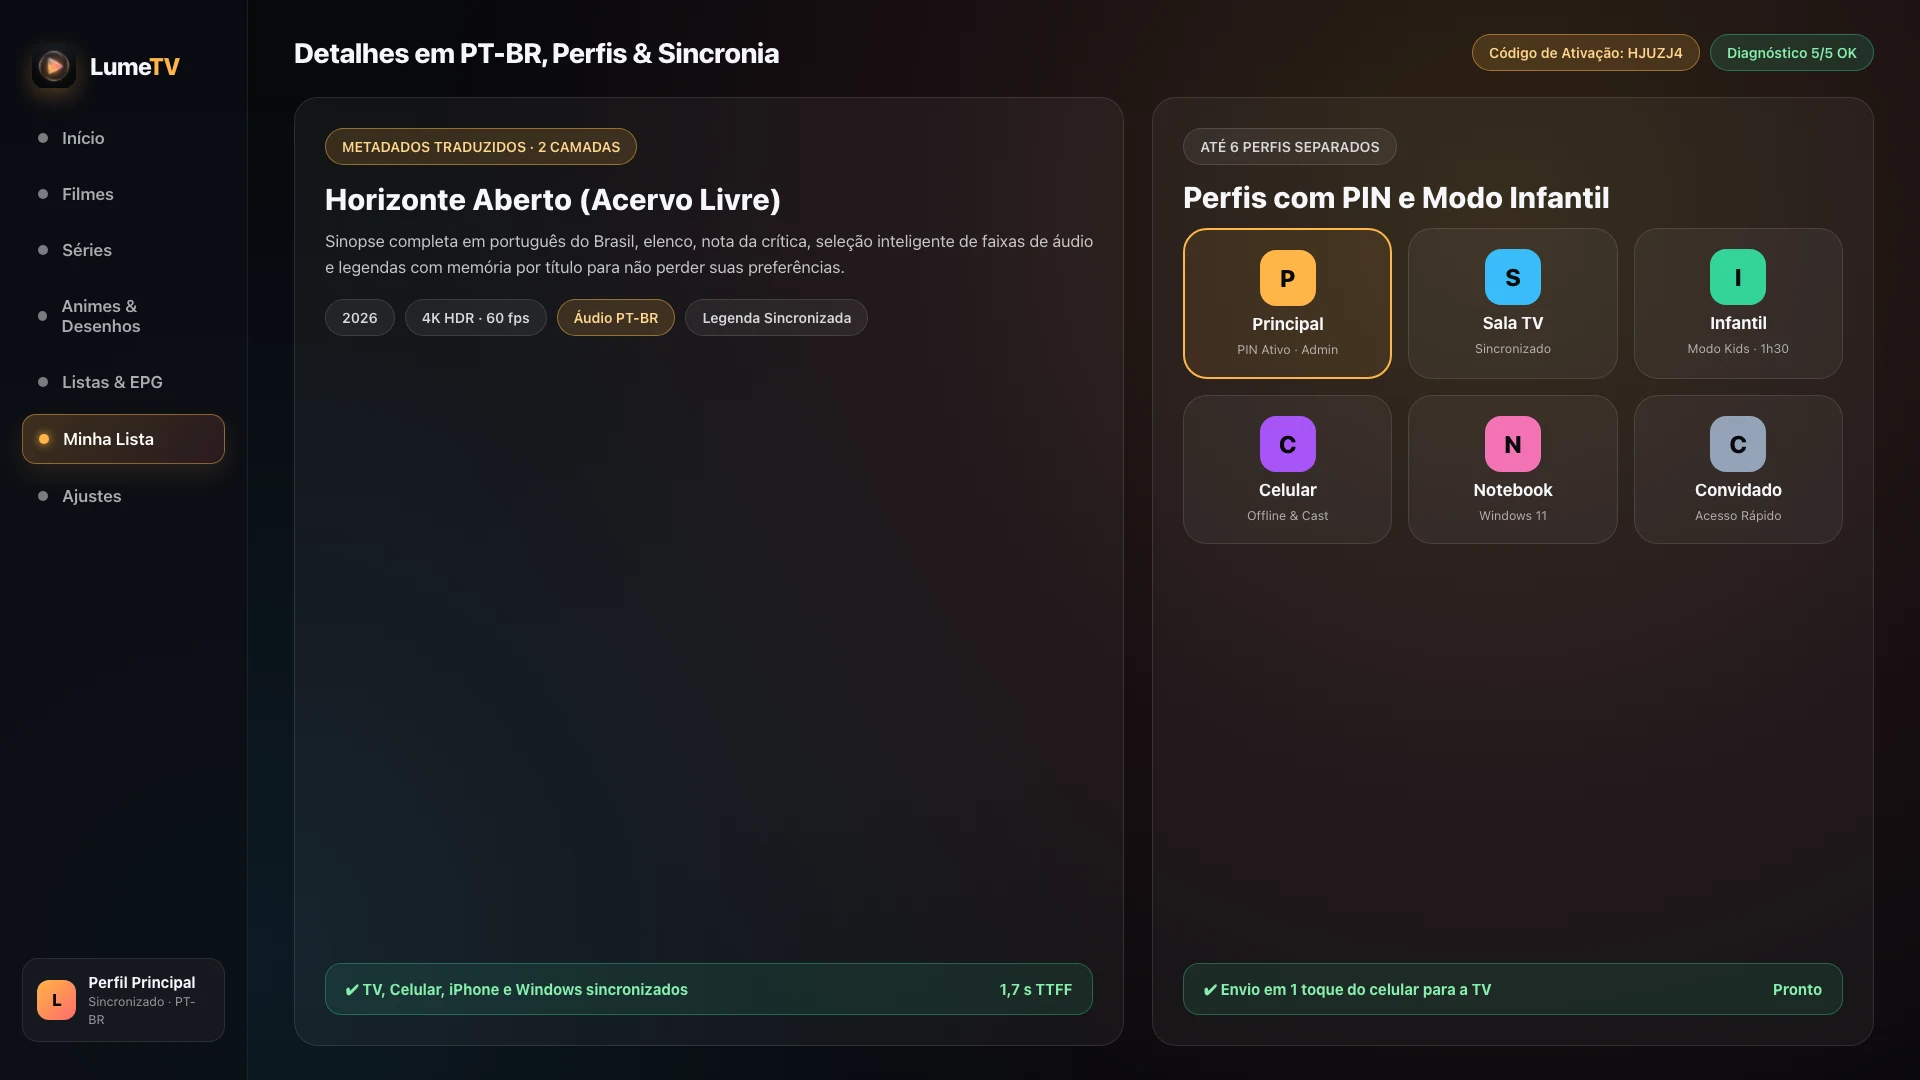 LumeTV
Início
Filmes
Séries
Animes &
Desenhos
Listas & EPG
Minha Lista
Ajustes
L
Perfil Principal
Sincronizado · PT-
BR
Detalhes em PT-BR, Perfis & Sincronia
Código de Ativação: HJUZJ4
Diagnóstico 5/5 OK
METADADOS TRADUZIDOS · 2 CAMADAS
Horizonte Aberto (Acervo Livre)
Sinopse completa em português do Brasil, elenco, nota da crítica, seleção inteligente de faixas de áudio
e legendas com memória por título para não perder suas preferências.
2026
4K HDR · 60 fps
Áudio PT-BR
Legenda Sincronizada
✔ TV, Celular, iPhone e Windows sincronizados
1,7 s TTFF
ATÉ 6 PERFIS SEPARADOS
Perfis com PIN e Modo Infantil
P
Principal
PIN Ativo · Admin
S
Sala TV
Sincronizado
I
Infantil
Modo Kids · 1h30
C
Celular
Offline & Cast
N
Notebook
Windows 11
C
Convidado
Acesso Rápido
✔ Envio em 1 toque do celular para a TV
Pronto